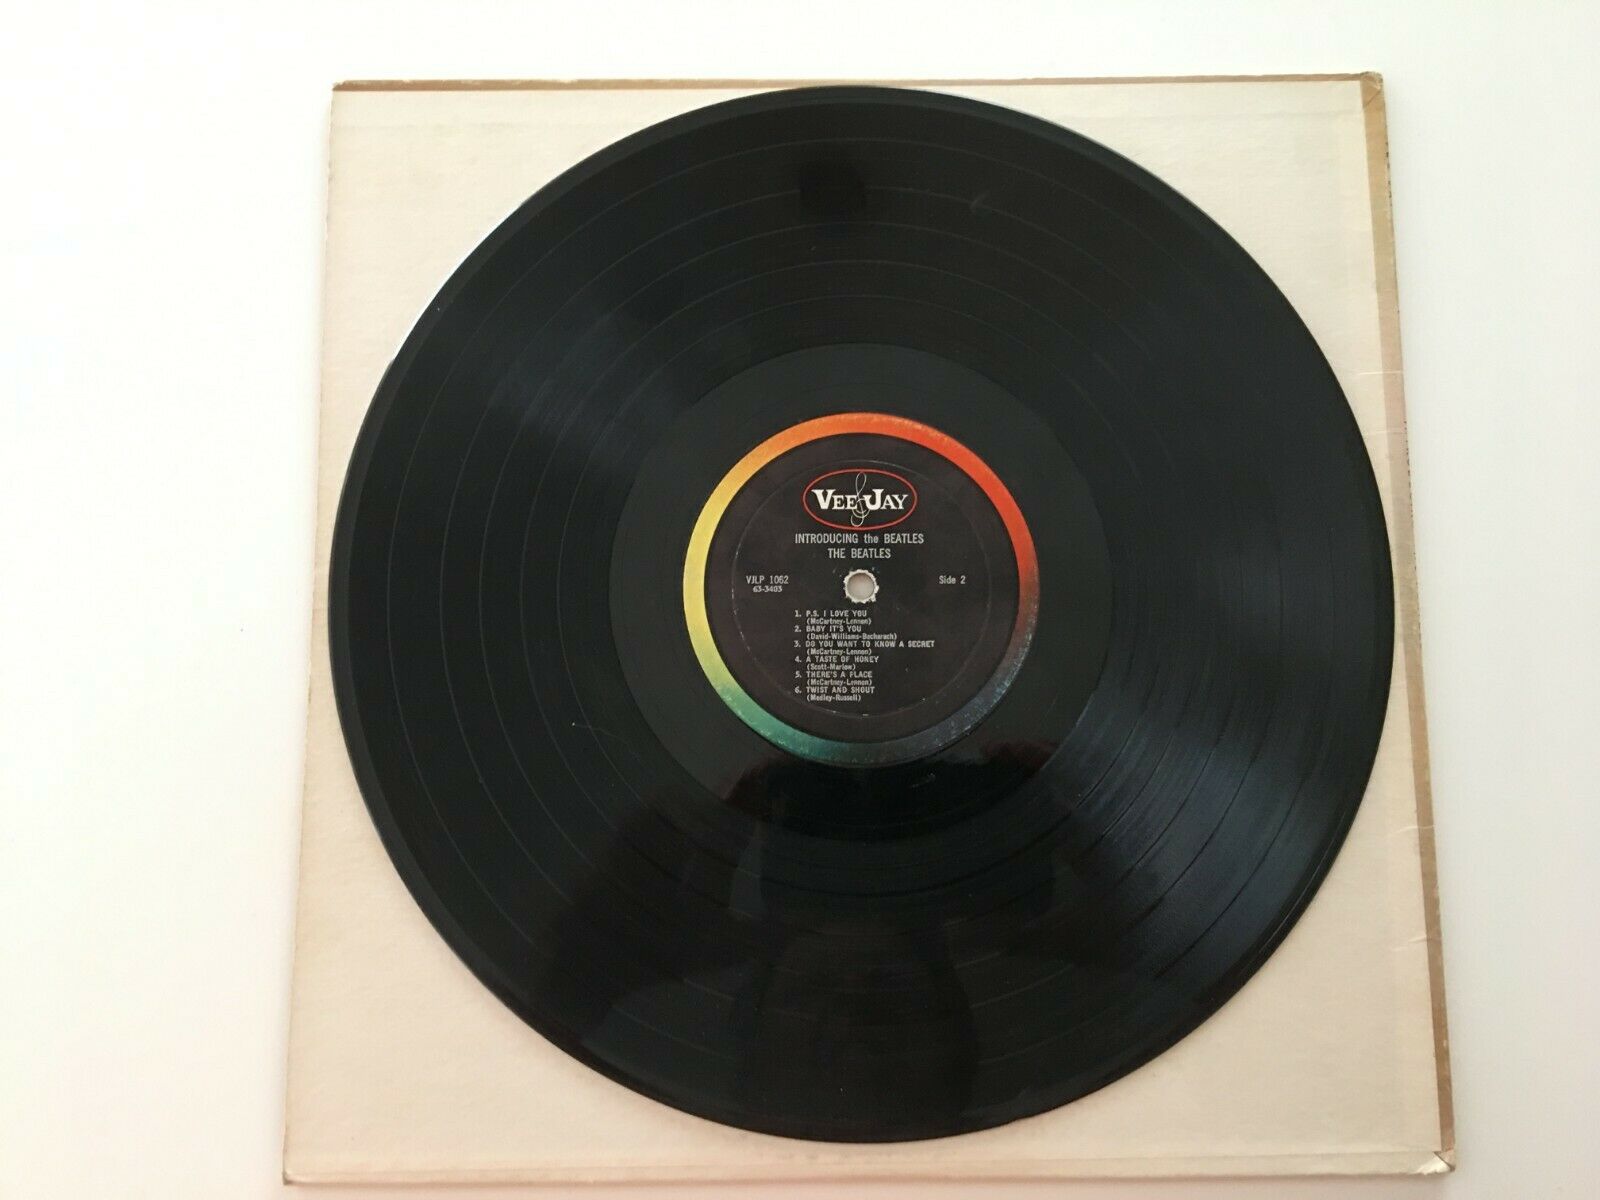 VEE JAY
INTRODUCING the BEATLES
THE BEATLES
VJLP 1062
63-3403
Side 2
1. P.S. I LOVE YOU
(McCartney-Lennon)
2. BABY IT'S YOU
(David-Williams-Bacharach)
3. DO YOU WANT TO KNOW A SECRET
(McCartney-Lennon)
4. A TASTE OF HONEY
(Scott-Marlow)
5. THERE'S A PLACE
(McCartney-Lennon)
6. TWIST AND SHOUT
(Medley-Russell)